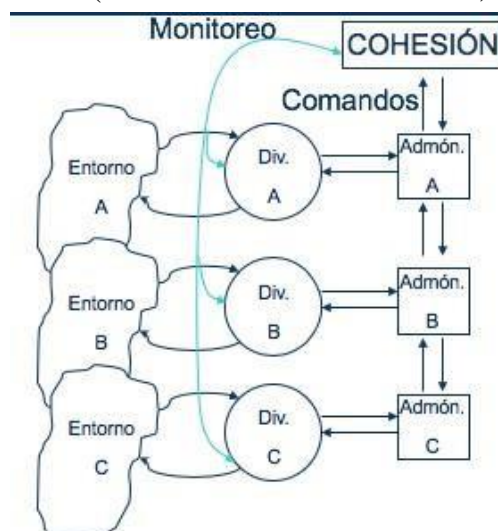 Monitoreo
COHESIÓN
Comandos
Entorno
A
Div.
A
Admón.
A
Entorno
B
Div.
B
Admón.
B
Entorno
C
Div.
C
Admón.
C